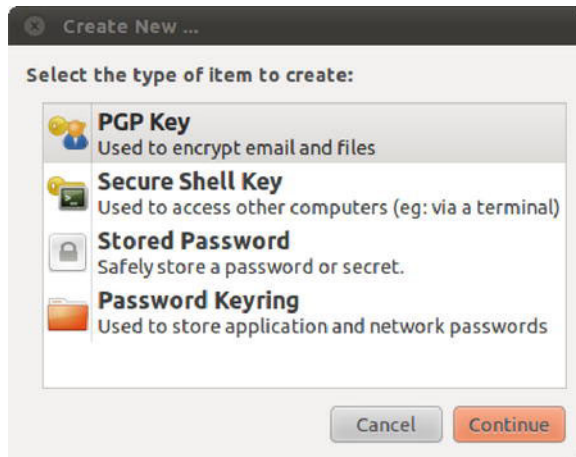 Create New ...
Select the type of item to create:
PGP Key
Used to encrypt email and files
Secure Shell Key
Used to access other computers (eg: via a terminal)
Stored Password
Safely store a password or secret.
Password Keyring
Used to store application and network passwords
Cancel
Continue